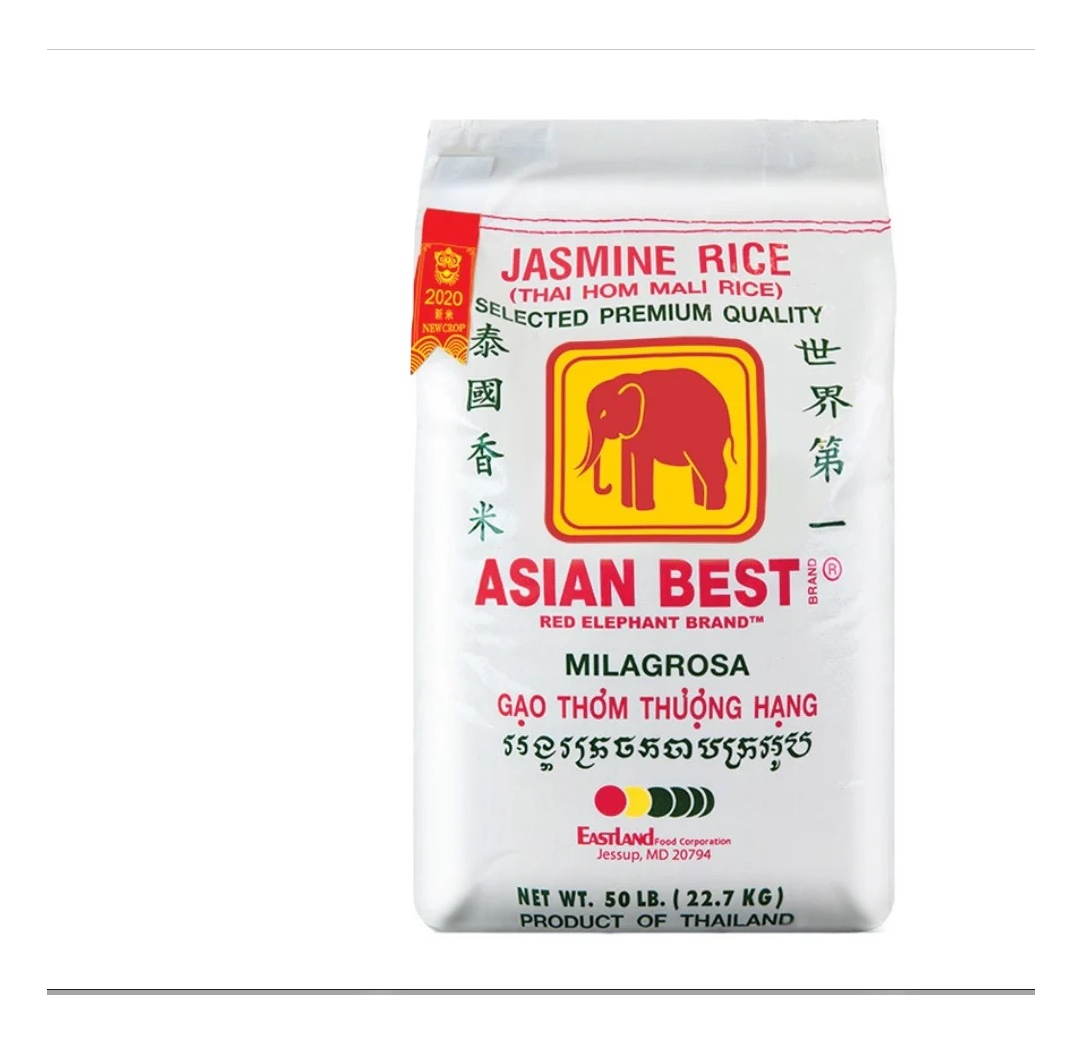 JASMINE RICE
(THAI HOM MALI RICE)
SELECTED PREMIUM QUALITY
2020
新米
NEW CROP
泰國香米
世界第一
ASIAN BEST BRAND ®
RED ELEPHANT BRAND™
MILAGROSA
GẠO THƠM THƯỢNG HẠNG
EASTLAND Food Corporation
Jessup, MD 20794
NET WT. 50 LB. ( 22.7 KG )
PRODUCT OF THAILAND